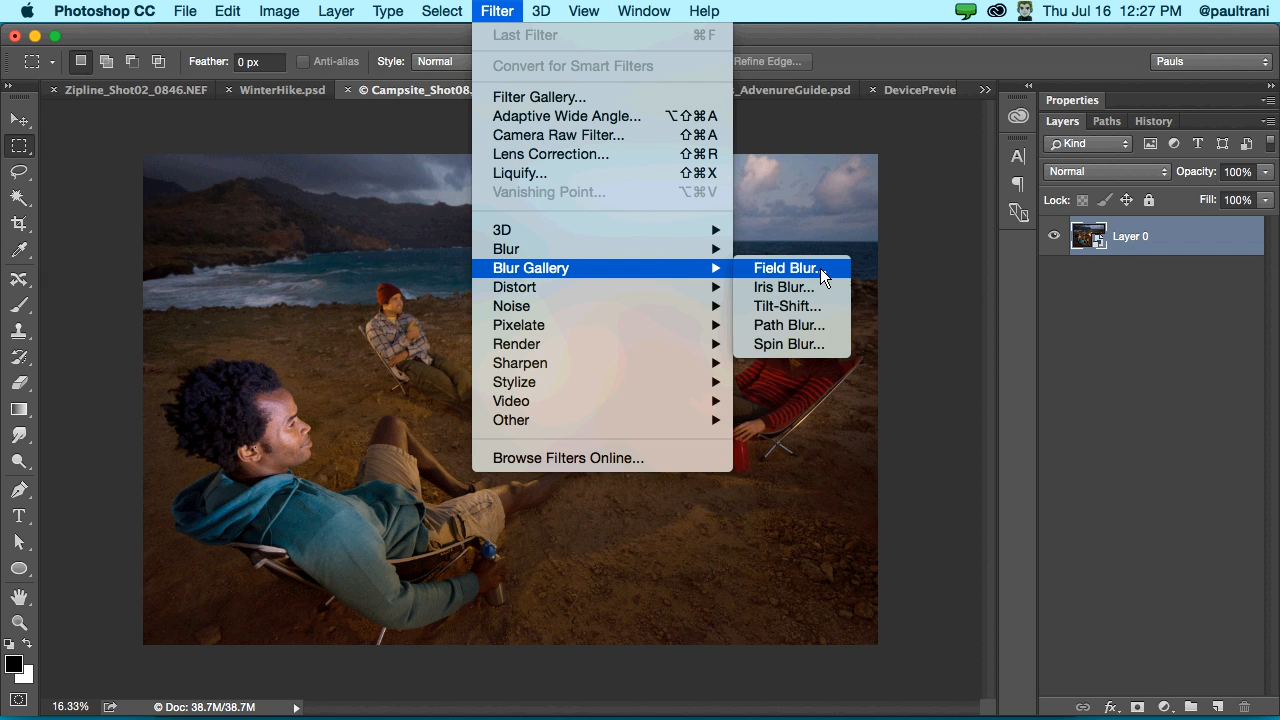 Photoshop CC File Edit Image Layer Type Select Filter 3D View Window Help Thu Jul 16 12:27 PM @paultrani
Feather: 0 px Anti-alias Style: Normal Refine Edge... Pauls
× Zipline_Shot02_0846.NEF × WinterHike.psd × © Campsite_Shot08. _AdvenureGuide.psd × DevicePrevie
Last Filter ⌘F
Convert for Smart Filters
Filter Gallery...
Adaptive Wide Angle... ⌥⇧⌘A
Camera Raw Filter... ⇧⌘A
Lens Correction... ⇧⌘R
Liquify... ⇧⌘X
Vanishing Point... ⌥⌘V
3D
Blur
Blur Gallery
Distort
Noise
Pixelate
Render
Sharpen
Stylize
Video
Other
Browse Filters Online...
Field Blur...
Iris Blur...
Tilt-Shift...
Path Blur...
Spin Blur...
Properties
Layers Paths History
Kind
Normal Opacity: 100%
Lock: Fill: 100%
Layer 0
16.33% © Doc: 38.7M/38.7M